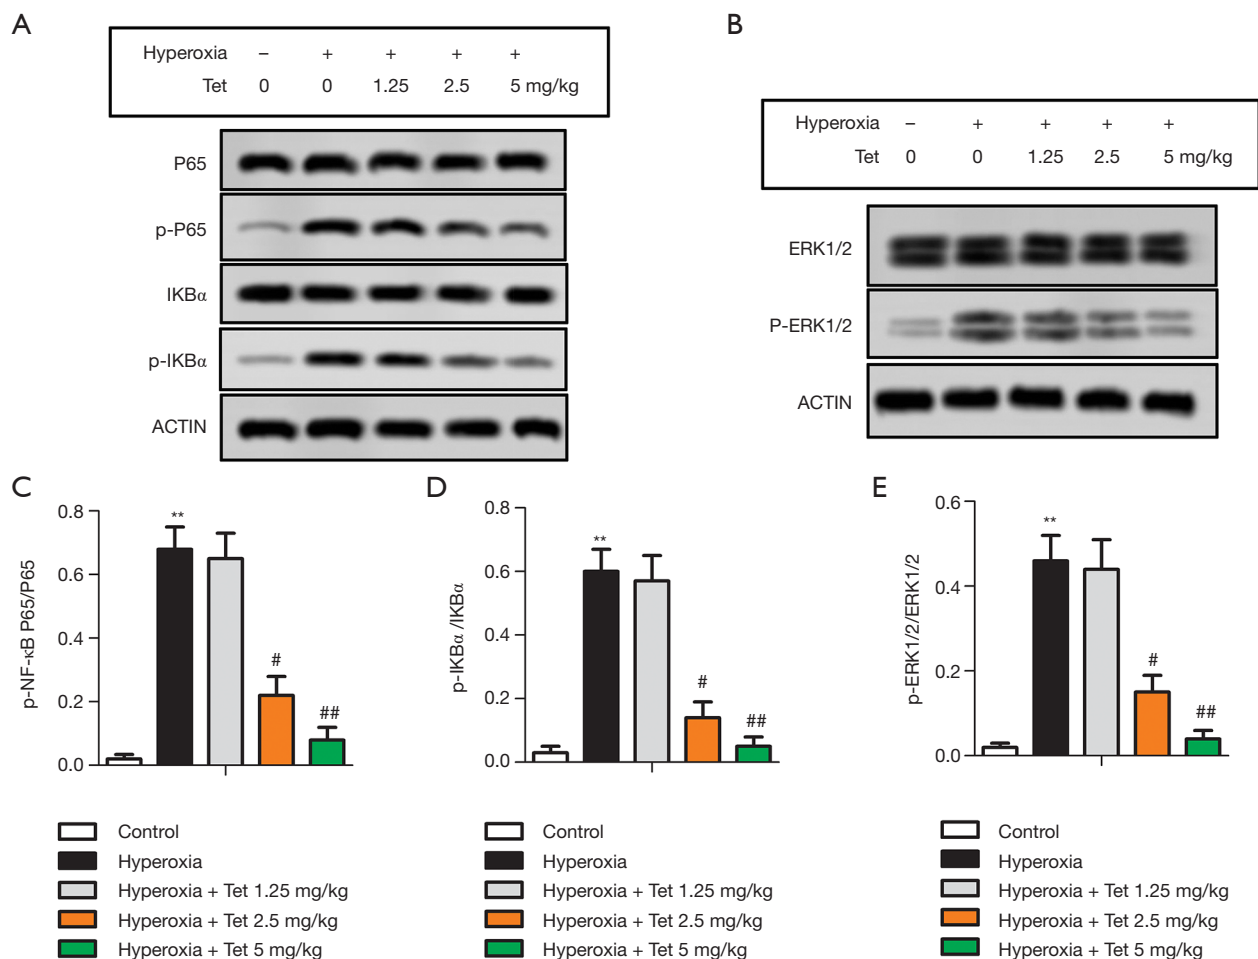 A
Hyperoxia – + + + +
Tet 0 0 1.25 2.5 5 mg/kg
P65
p-P65
IKBα
p-IKBα
ACTIN
B
Hyperoxia – + + + +
Tet 0 0 1.25 2.5 5 mg/kg
ERK1/2
P-ERK1/2
ACTIN
C
p-NF-κB P65/P65
0.8
0.6
0.4
0.2
0.0
**
#
##
Control
Hyperoxia
Hyperoxia + Tet 1.25 mg/kg
Hyperoxia + Tet 2.5 mg/kg
Hyperoxia + Tet 5 mg/kg
D
p-IKBα /IKBα
0.8
0.6
0.4
0.2
0.0
**
#
##
Control
Hyperoxia
Hyperoxia + Tet 1.25 mg/kg
Hyperoxia + Tet 2.5 mg/kg
Hyperoxia + Tet 5 mg/kg
E
p-ERK1/2/ERK1/2
0.6
0.4
0.2
0.0
**
#
##
Control
Hyperoxia
Hyperoxia + Tet 1.25 mg/kg
Hyperoxia + Tet 2.5 mg/kg
Hyperoxia + Tet 5 mg/kg